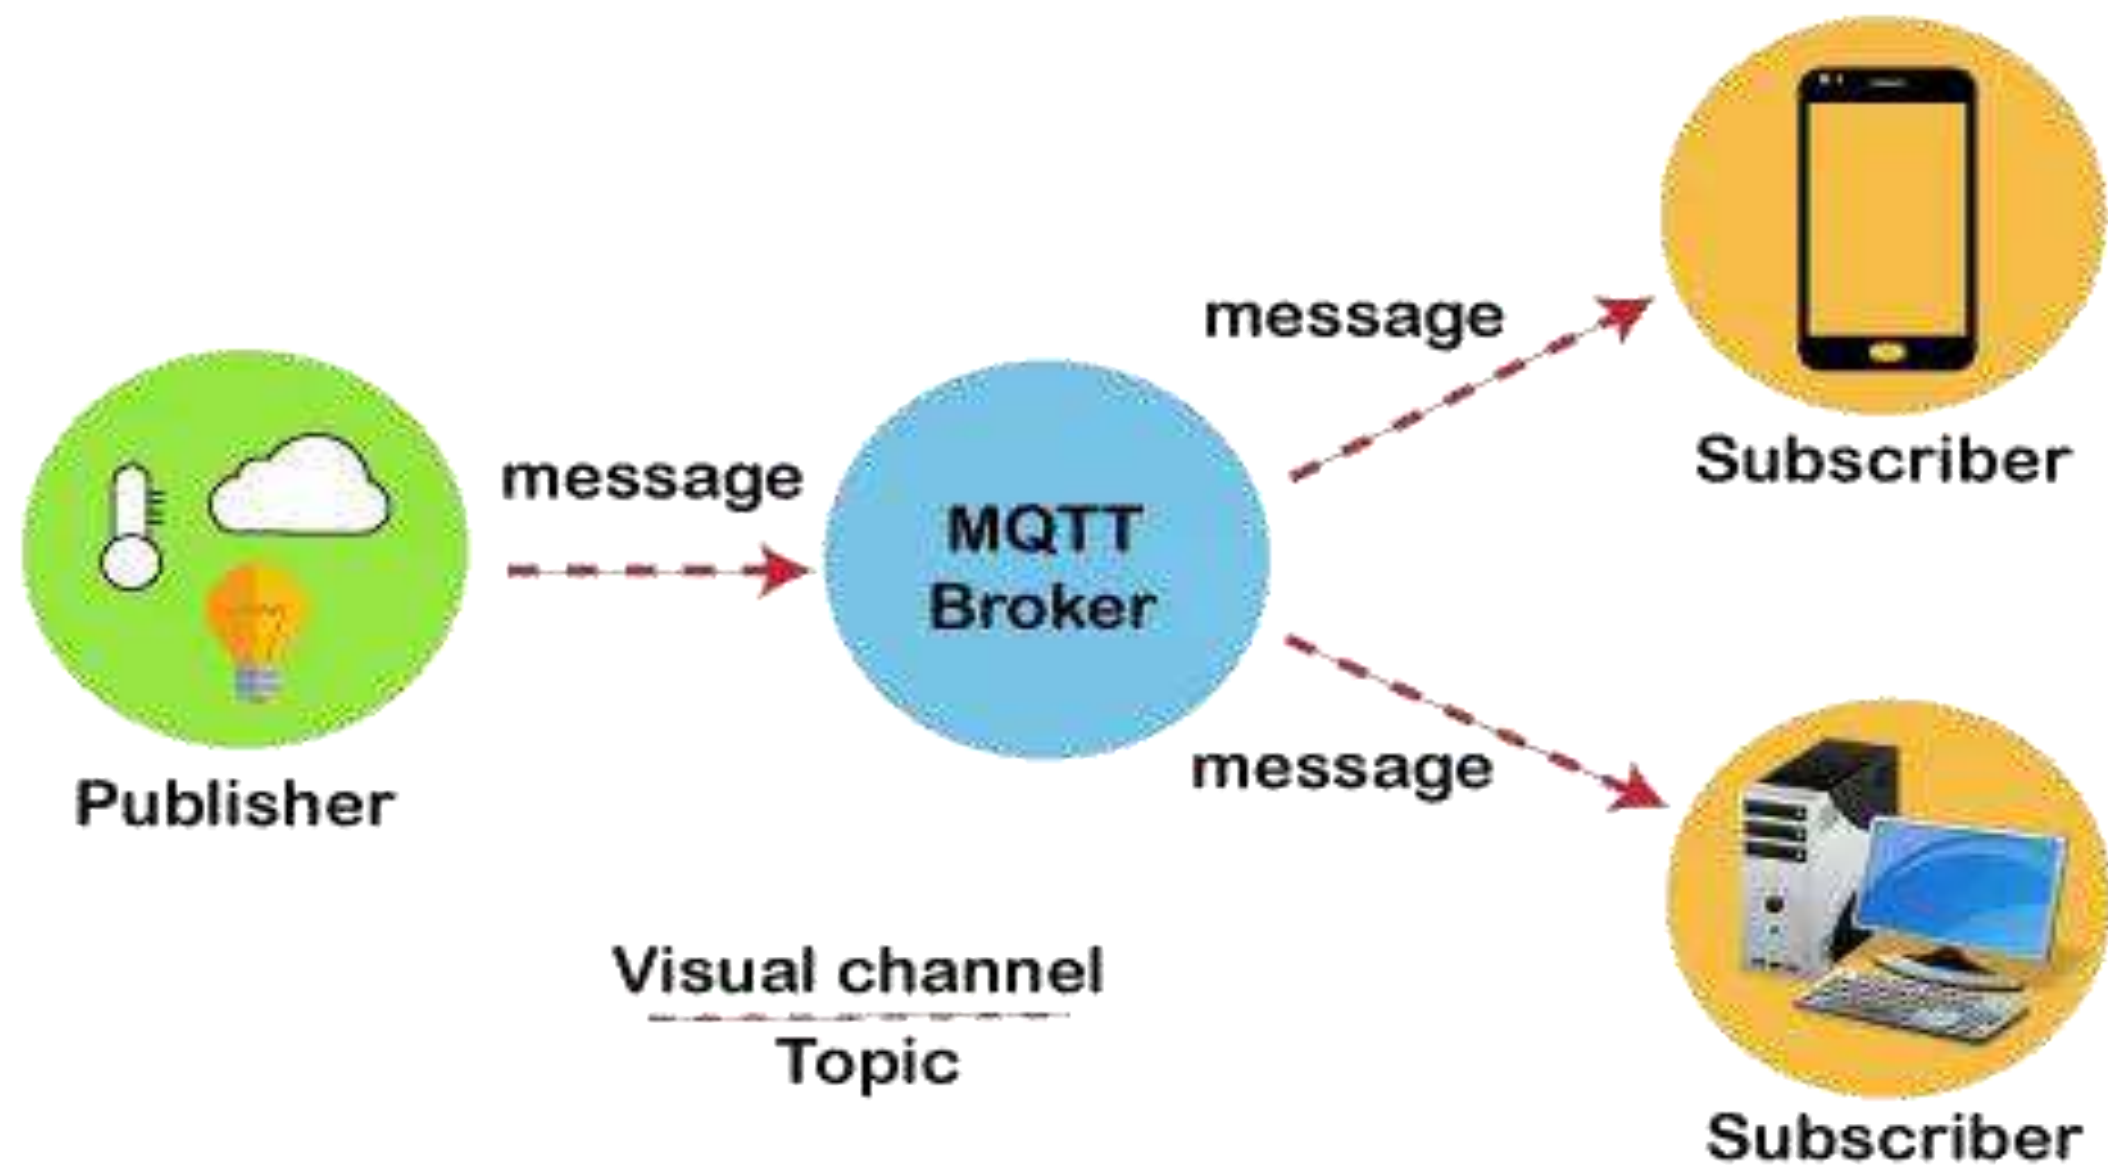 message
Subscriber
message
MQTT
Broker
Publisher
message
Visual channel
Topic
Subscriber